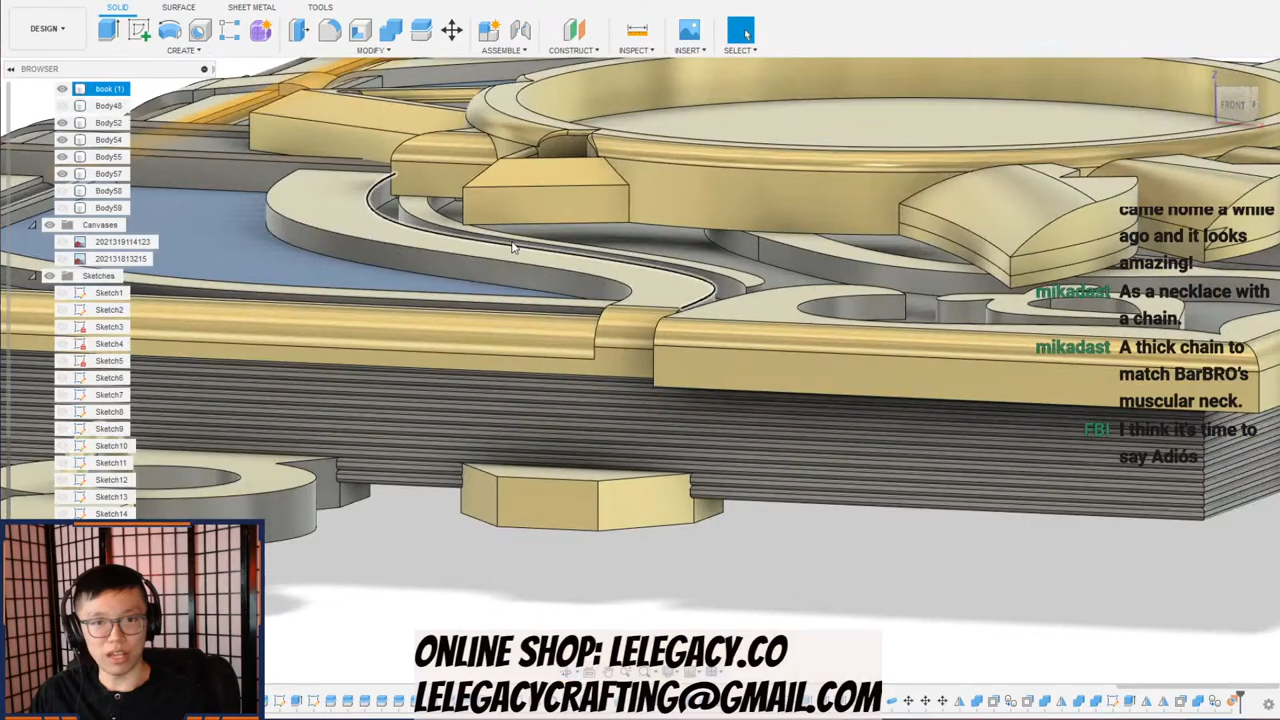 SOLID SURFACE SHEET METAL TOOLS
DESIGN ▾
CREATE ▾ MODIFY ▾ ASSEMBLE ▾ CONSTRUCT ▾ INSPECT ▾ INSERT ▾ SELECT ▾
BROWSER
book (1)
Body48
Body52
Body54
Body55
Body57
Body58
Body59
Canvases
2021319114123
202131813215
Sketches
Sketch1
Sketch2
Sketch3
Sketch4
Sketch5
Sketch6
Sketch7
Sketch8
Sketch9
Sketch10
Sketch11
Sketch12
Sketch13
Sketch14
Z
FRONT
came home a while
ago and it looks
amazing!
mikadast As a necklace with
a chain.
mikadast A thick chain to
match BarBRO's
muscular neck.
FBI I think it's time to
say Adiós
ONLINE SHOP: LELEGACY.CO
LELEGACYCRAFTING@GMAIL.COM